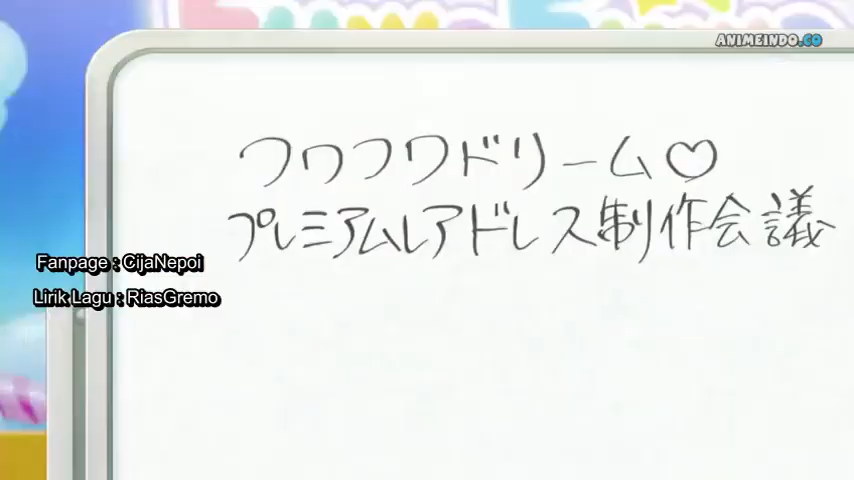 ANIMEINDO.CO
フワフワドリーム♡
プレミアムレアドレス制作会議
Fanpage : CijaNepoi
Lirik Lagu : RiasGremo